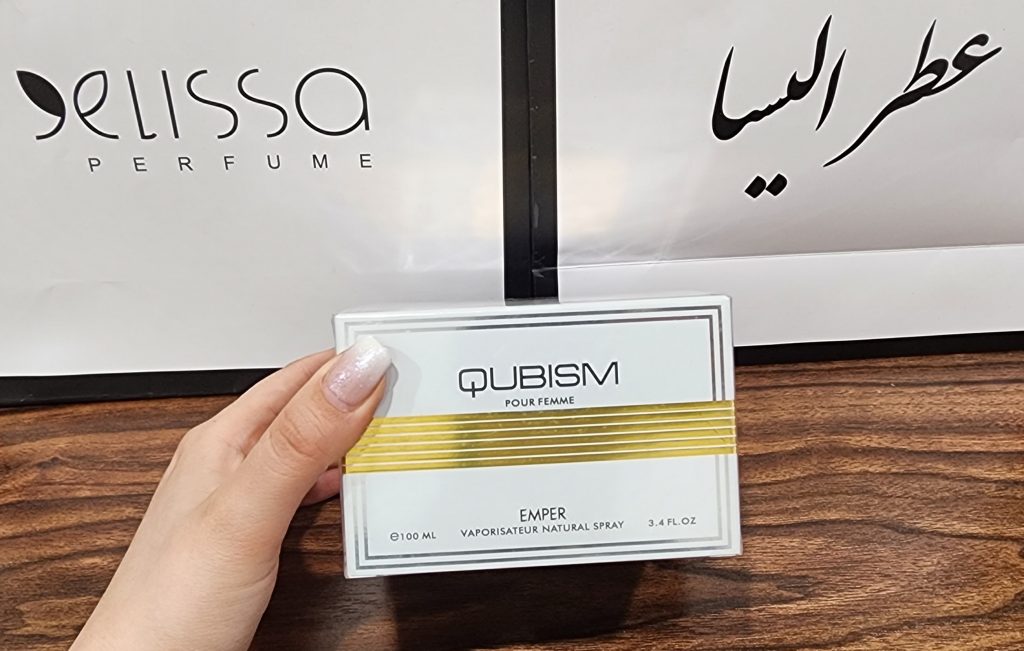 elissa
PERFUME
عطر الیسا
QUBISM
POUR FEMME
EMPER
℮100 ML VAPORISATEUR NATURAL SPRAY 3.4 FL.OZ